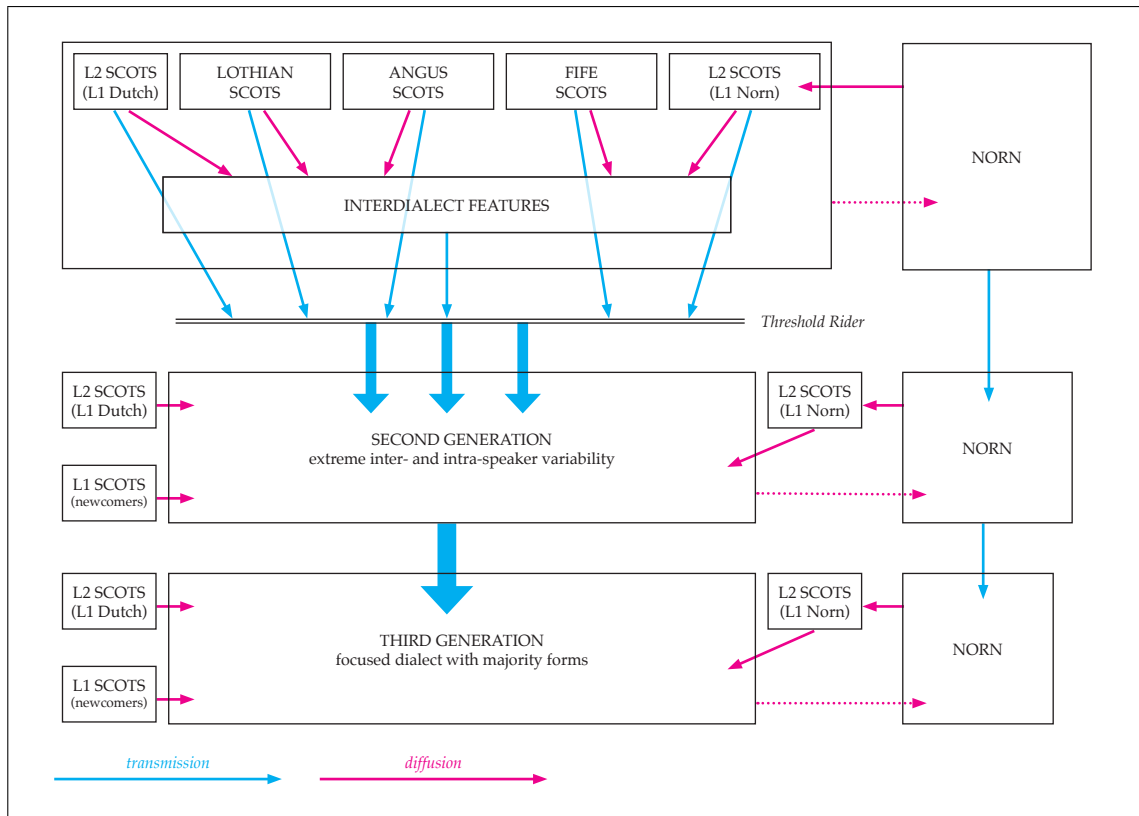 L2 SCOTS
(L1 Dutch)
LOTHIAN
SCOTS
ANGUS
SCOTS
FIFE
SCOTS
L2 SCOTS
(L1 Norn)
NORN
INTERDIALECT FEATURES
Threshold Rider
L2 SCOTS
(L1 Dutch)
L1 SCOTS
(newcomers)
SECOND GENERATION
extreme inter- and intra-speaker variability
L2 SCOTS
(L1 Norn)
NORN
L2 SCOTS
(L1 Dutch)
L1 SCOTS
(newcomers)
THIRD GENERATION
focused dialect with majority forms
L2 SCOTS
(L1 Norn)
NORN
transmission
diffusion